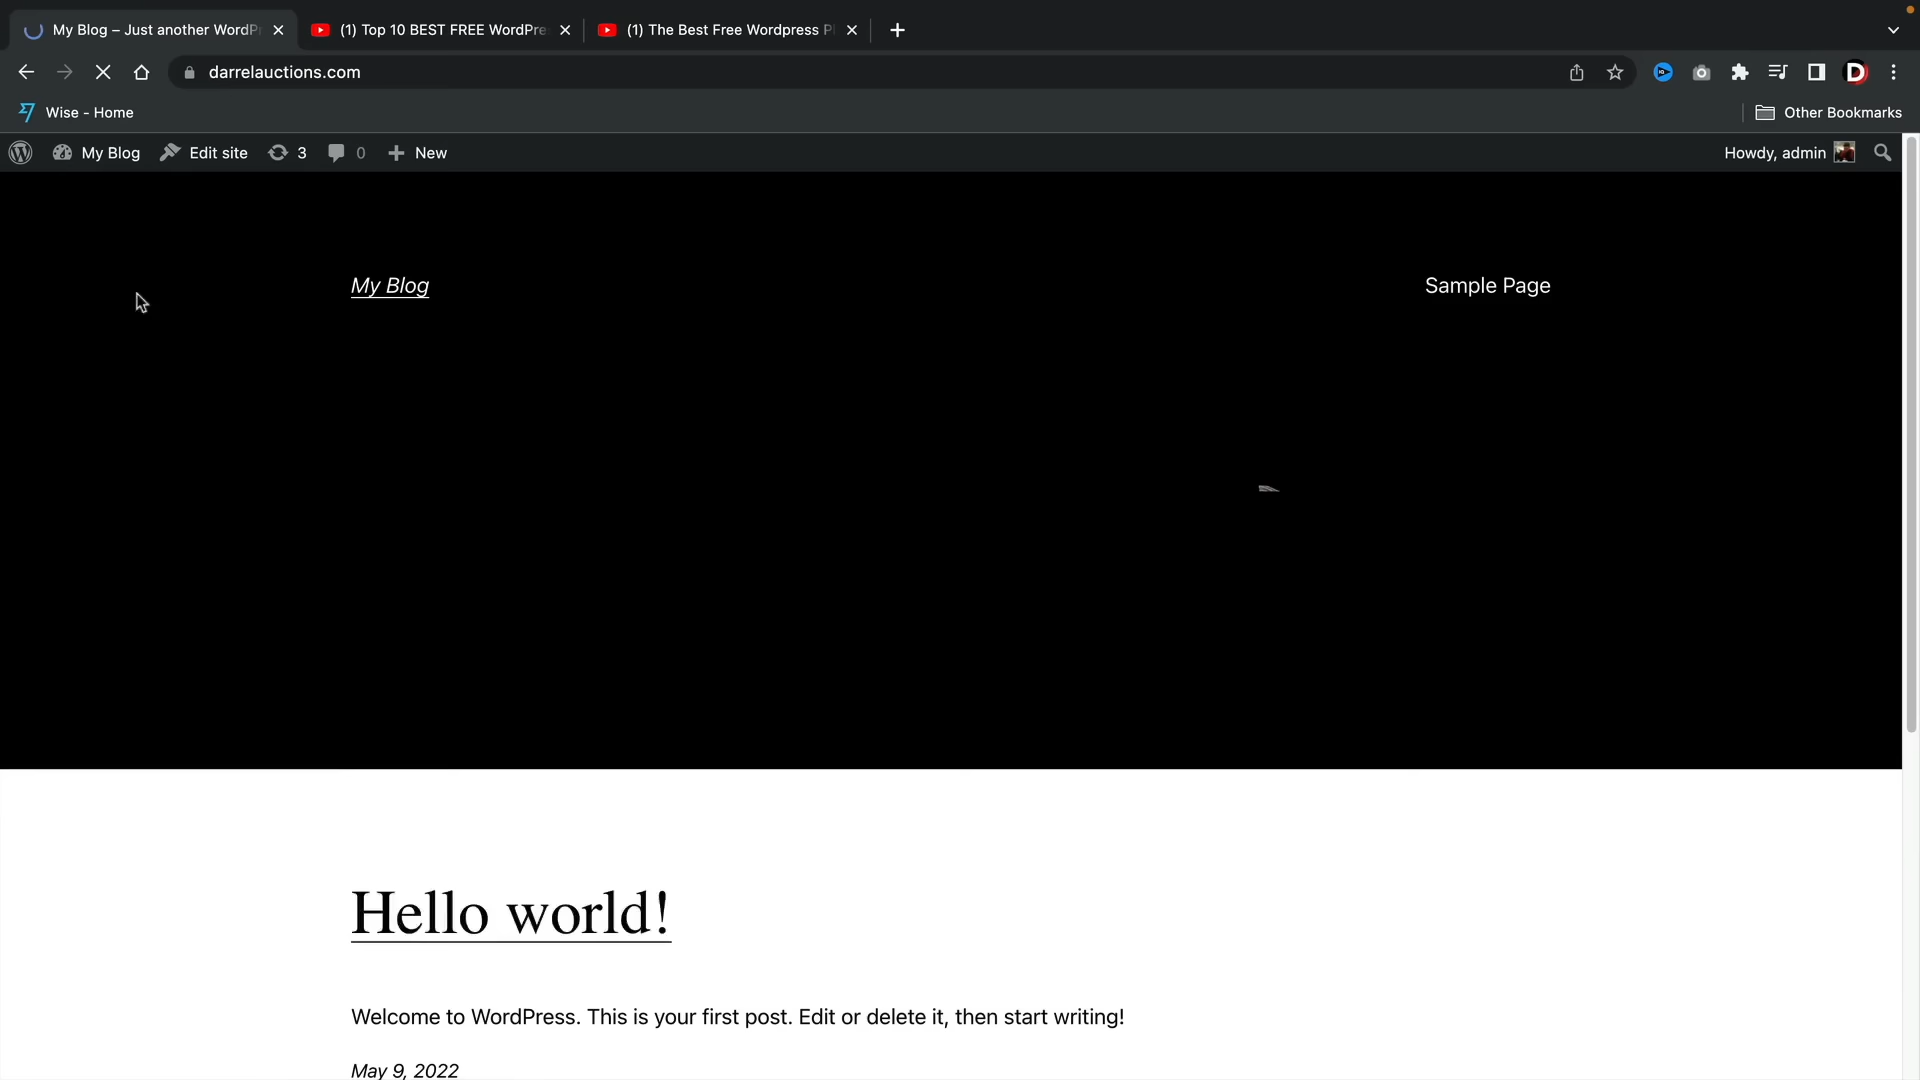 My Blog – Just another WordP
(1) Top 10 BEST FREE WordPre
(1) The Best Free Wordpress P
darrelauctions.com
Wise - Home
Other Bookmarks
My Blog
Edit site
3
0
New
Howdy, admin
My Blog
Sample Page
Hello world!
Welcome to WordPress. This is your first post. Edit or delete it, then start writing!
May 9, 2022